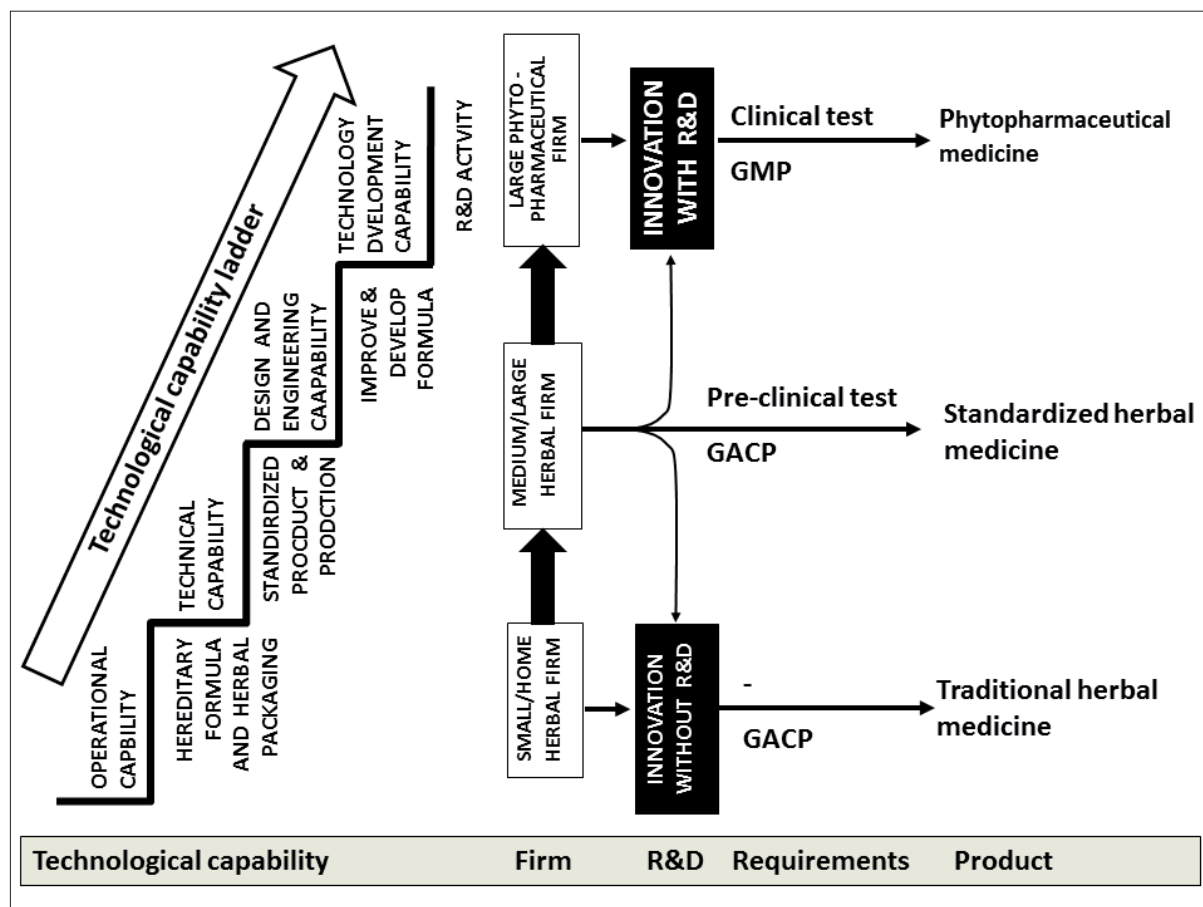 Technological capability ladder
OPERATIONAL
CAPBILITY
HEREDITARY
FORMULA
AND HERBAL
PACKAGING
TECHNICAL
CAPABILITY
STANDIRDIZED
PROCDUCT &
PRODCTION
DESIGN AND
ENGINEERING
CAAPABILITY
IMPROVE &
DEVELOP
FORMULA
TECHNOLOGY
DVELOPMENT
CAPABILITY
R&D ACTVITY
LARGE PHYTO -
PHARMACEUTICAL
FIRM
MEDIUM/LARGE
HERBAL FIRM
SMALL/HOME
HERBAL FIRM
INNOVATION
WITH R&D
INNOVATION
WITHOUT R&D
Clinical test
GMP
Phytopharmaceutical
medicine
Pre-clinical test
GACP
Standardized herbal
medicine
-
GACP
Traditional herbal
medicine
Technological capability Firm R&D Requirements Product